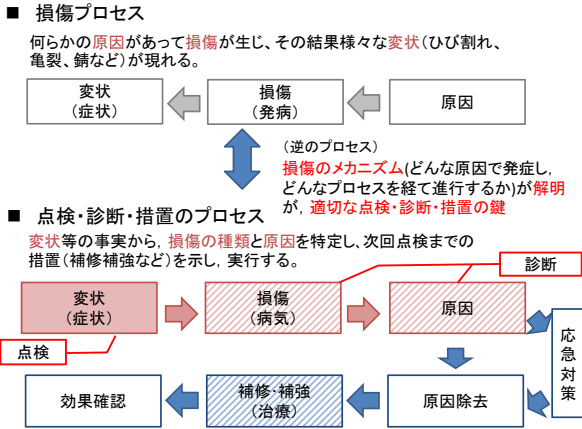 ■ 損傷プロセス
何らかの原因があって損傷が生じ、その結果様々な変状（ひび割れ、
亀裂、錆など）が現れる。
変状
（症状）
損傷
（発病）
原因
（逆のプロセス）
損傷のメカニズム(どんな原因で発症し，
どんなプロセスを経て進行するか)が解明
が，適切な点検・診断・措置の鍵
■ 点検・診断・措置のプロセス
変状等の事実から，損傷の種類と原因を特定し、次回点検までの
措置（補修補強など）を示し，実行する。
診断
変状
（症状）
損傷
（病気）
原因
点検
応急対策
効果確認
補修・補強
（治療）
原因除去